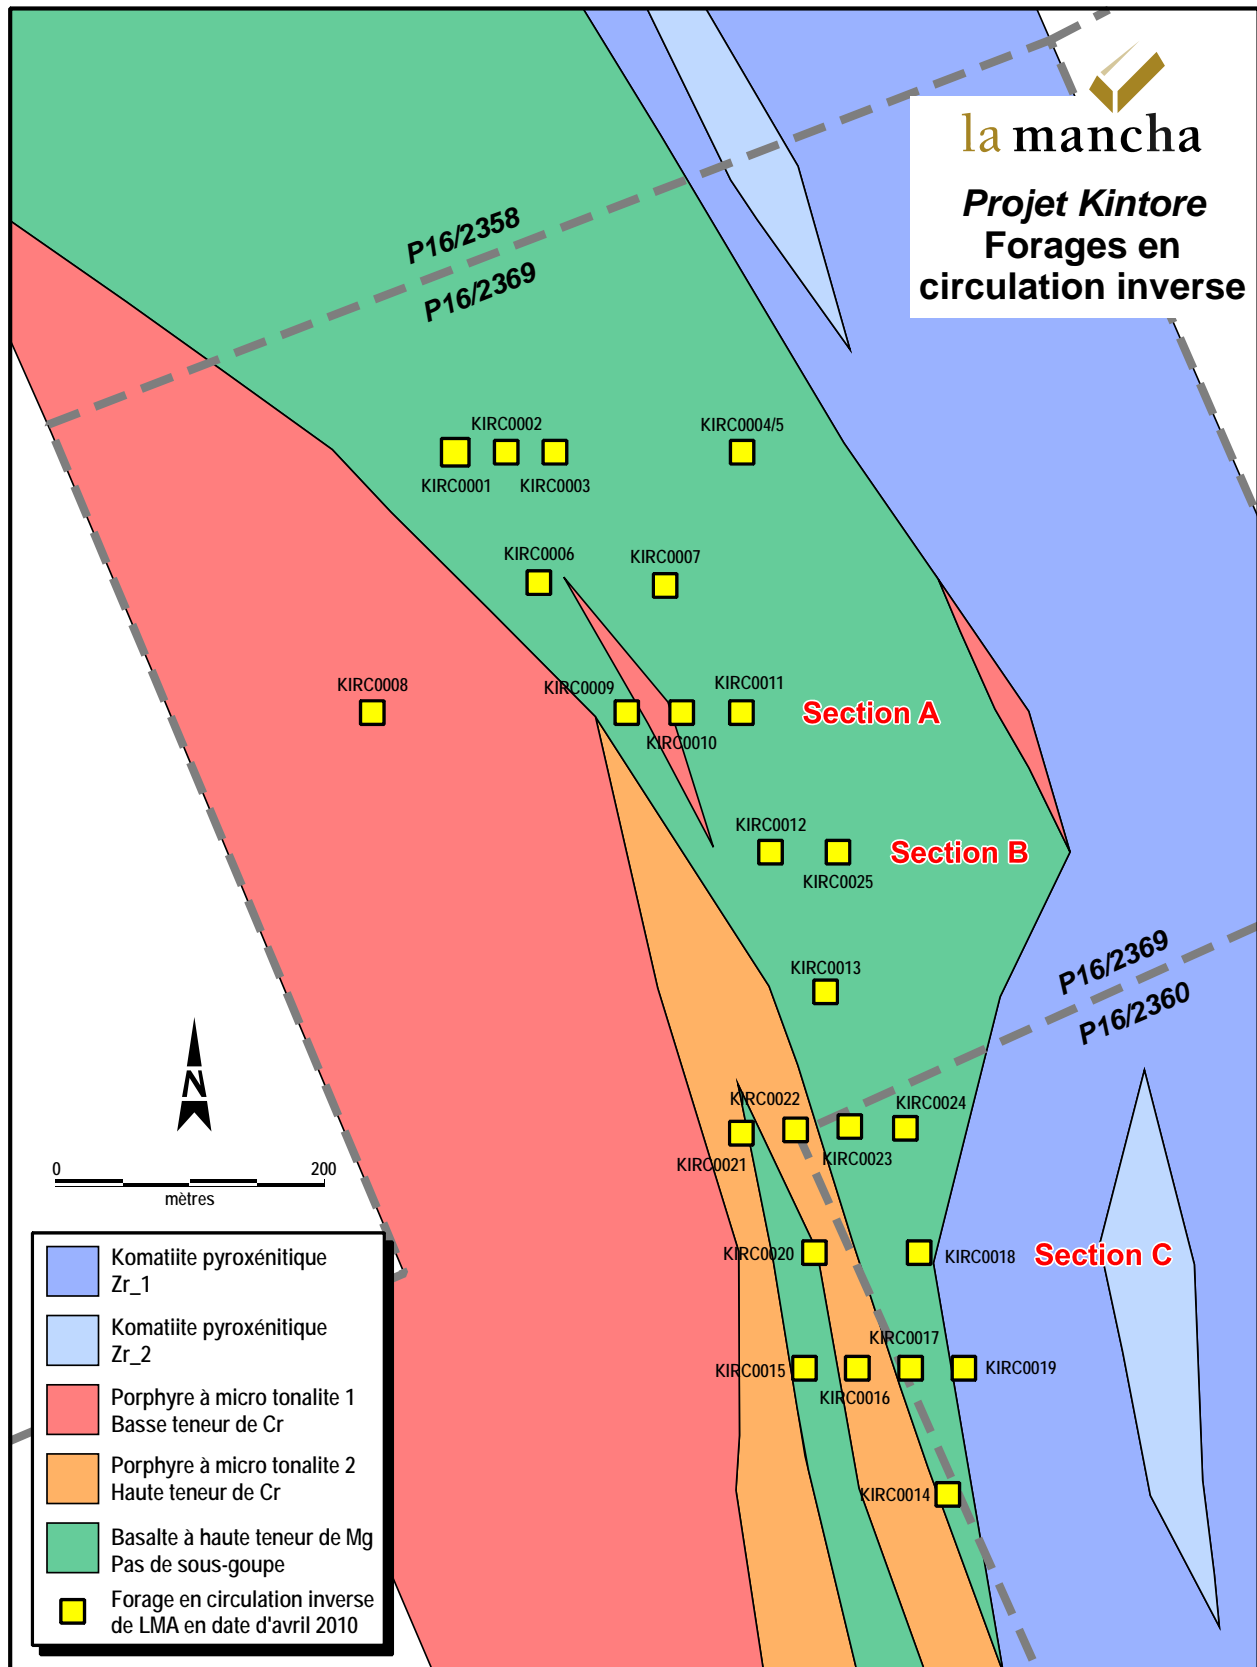 la mancha
Projet Kintore
Forages en
circulation inverse
P16/2358
P16/2369
KIRC0002
KIRC0004/5
KIRC0001
KIRC0003
KIRC0006
KIRC0007
KIRC0008
KIRC0009
KIRC0011
Section A
KIRC0010
KIRC0012
Section B
KIRC0025
KIRC0013
P16/2369
P16/2360
N
KIRC0022
KIRC0024
KIRC0021
KIRC0023
0
200
mètres
KIRC0020
KIRC0018
Section C
KIRC0017
KIRC0015
KIRC0019
KIRC0016
KIRC0014
Komatiite pyroxénitique
Zr_1
Komatiite pyroxénitique
Zr_2
Porphyre à micro tonalite 1
Basse teneur de Cr
Porphyre à micro tonalite 2
Haute teneur de Cr
Basalte à haute teneur de Mg
Pas de sous-goupe
Forage en circulation inverse
de LMA en date d'avril 2010